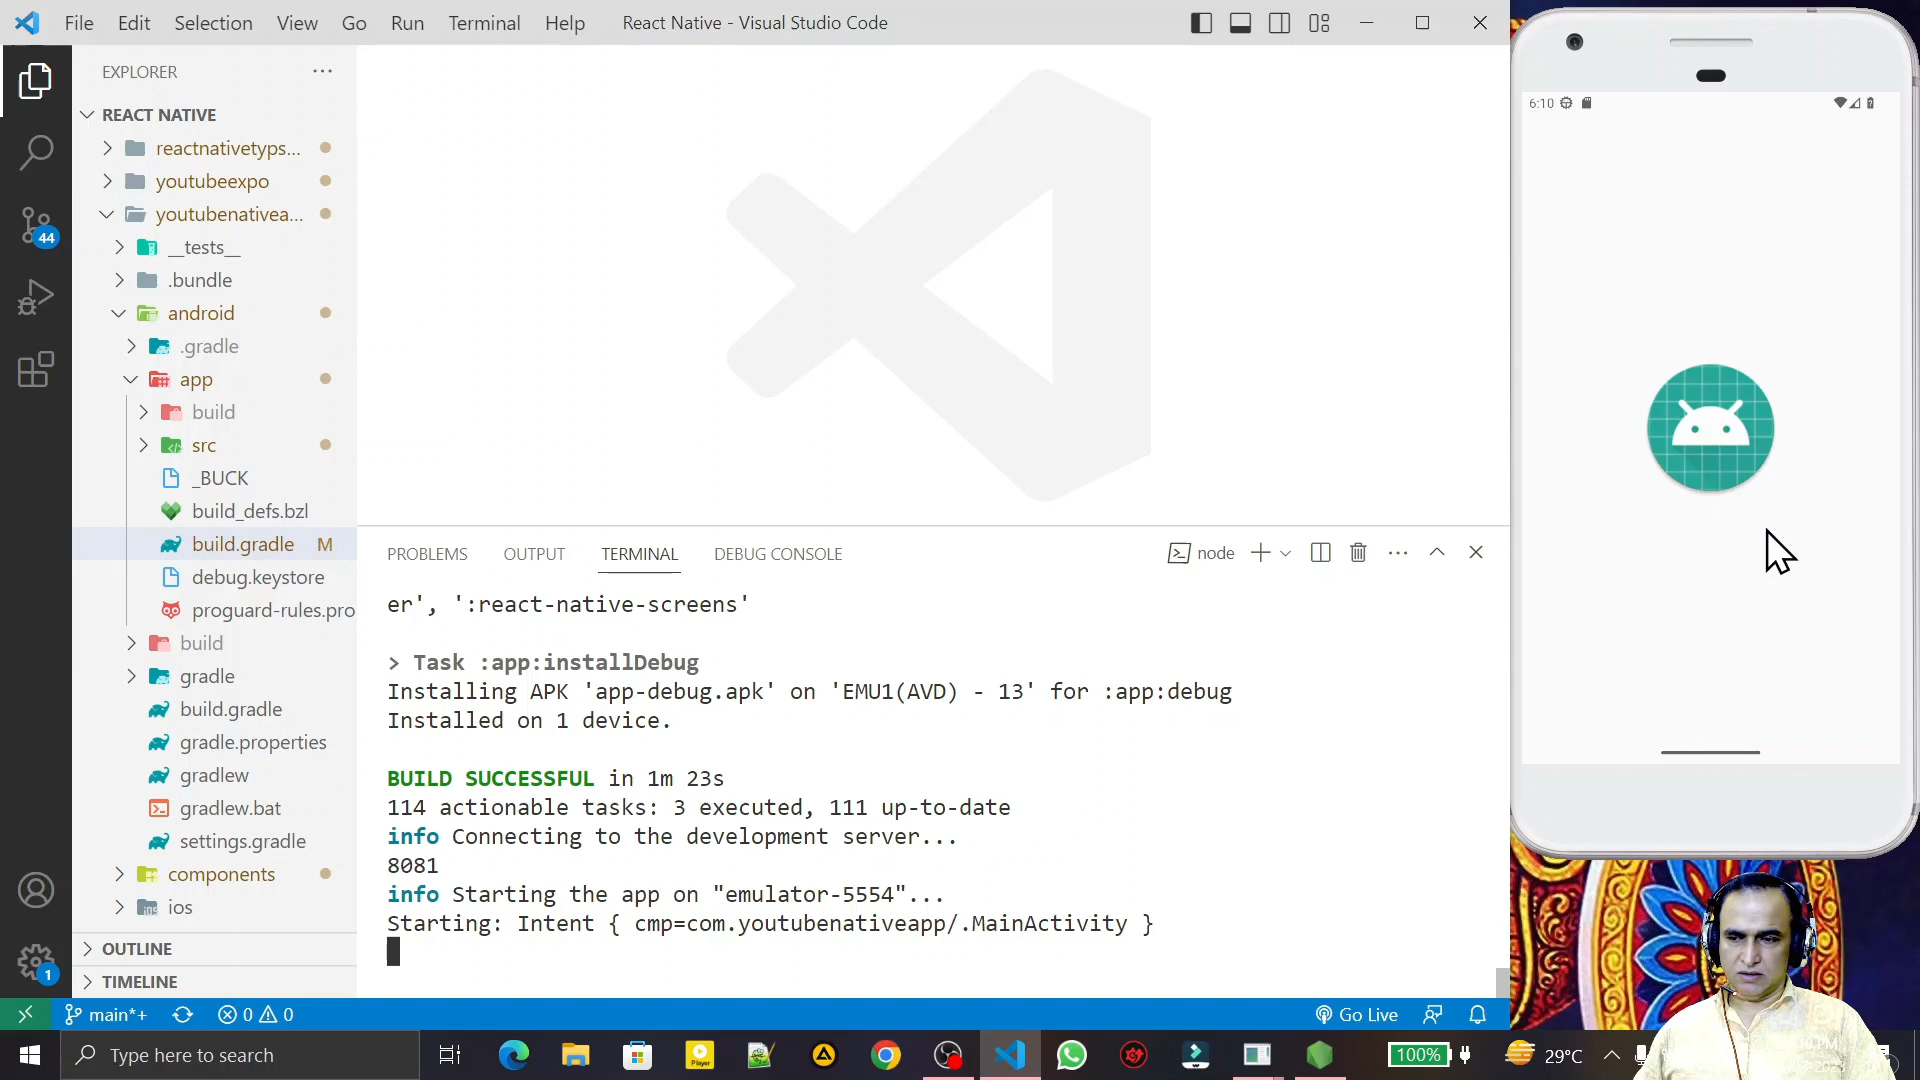 File Edit Selection View Go Run Terminal Help React Native - Visual Studio Code
EXPLORER
REACT NATIVE
reactnativetyps...
youtubeexpo
youtubenativea...
__tests__
.bundle
android
.gradle
app
build
src
_BUCK
build_defs.bzl
build.gradle M
debug.keystore
proguard-rules.pro
build
gradle
build.gradle
gradle.properties
gradlew
gradlew.bat
settings.gradle
components
ios
OUTLINE
TIMELINE
44
1
PROBLEMS OUTPUT TERMINAL DEBUG CONSOLE node
er', ':react-native-screens'
> Task :app:installDebug
Installing APK 'app-debug.apk' on 'EMU1(AVD) - 13' for :app:debug
Installed on 1 device.
BUILD SUCCESSFUL in 1m 23s
114 actionable tasks: 3 executed, 111 up-to-date
info Connecting to the development server...
8081
info Starting the app on "emulator-5554"...
Starting: Intent { cmp=com.youtubenativeapp/.MainActivity }
6:10
main*+ 0 0 Go Live
Type here to search
Player
100%
29°C